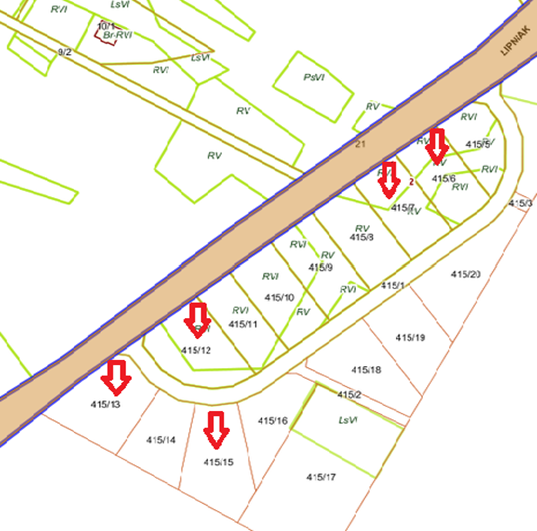 RVI
LsVI
10/1
Br-RVI
9/2
LsVI
RVI
PsVI
LIPNIAK
RV
RV
RV
21
RVI
415/5
RVI
2
415/6
RVI
415/7
RV
415/3
RV
415/8
RVI
RV
415/9
RVI
415/10
RVI
415/1
415/20
RVI
415/11
RV
415/19
415/12
415/18
415/2
415/13
415/16
LsVI
415/14
415/15
415/17